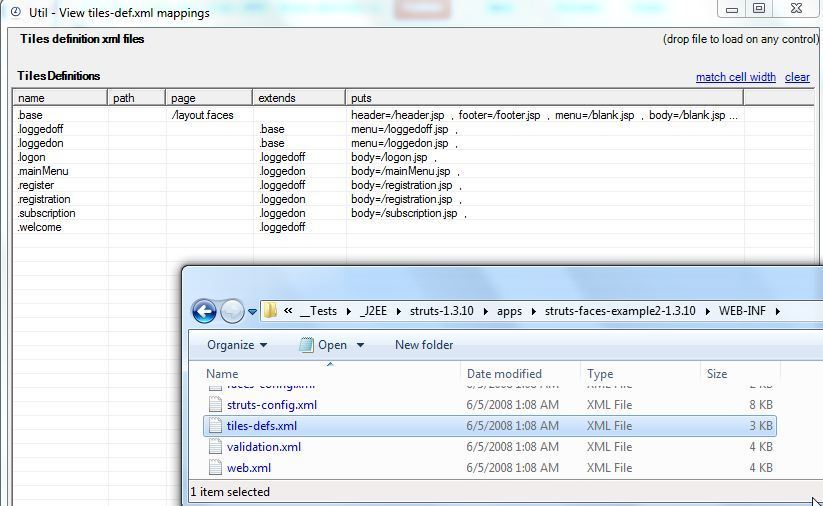 Util - View tiles-def.xml mappings
Tiles definition xml files (drop file to load on any control)
Tiles Definitions match cell width clear
name path page extends puts
.base /layout.faces header=/header.jsp , footer=/footer.jsp , menu=/blank.jsp , body=/blank.jsp ...
.loggedoff .base menu=/loggedoff.jsp ,
.loggedon .base menu=/loggedon.jsp ,
.logon .loggedoff body=/logon.jsp ,
.mainMenu .loggedon body=/mainMenu.jsp ,
.register .loggedoff body=/registration.jsp ,
.registration .loggedon body=/registration.jsp ,
.subscription .loggedon body=/subscription.jsp ,
.welcome .loggedoff
« __Tests _J2EE struts-1.3.10 apps struts-faces-example2-1.3.10 WEB-INF
Organize Open New folder
Name Date modified Type Size
faces-config.xml 6/5/2008 1:08 AM XML File 2 KB
struts-config.xml 6/5/2008 1:08 AM XML File 8 KB
tiles-defs.xml 6/5/2008 1:08 AM XML File 3 KB
validation.xml 6/5/2008 1:08 AM XML File 4 KB
web.xml 6/5/2008 1:08 AM XML File 4 KB
1 item selected